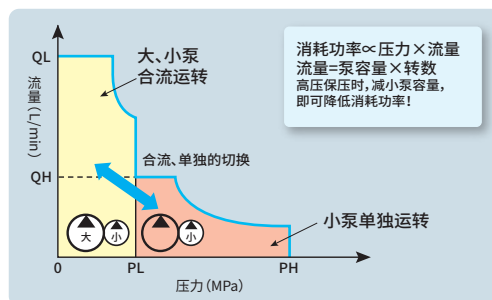 QL
大、小泵
合流运转
消耗功率∝压力×流量
流量=泵容量×转数
高压保压时，减小泵容量，
即可降低消耗功率！
流量（L/min）
合流、单独的切换
QH
大
小
小
小泵单独运转
0
PL
PH
压力（MPa）